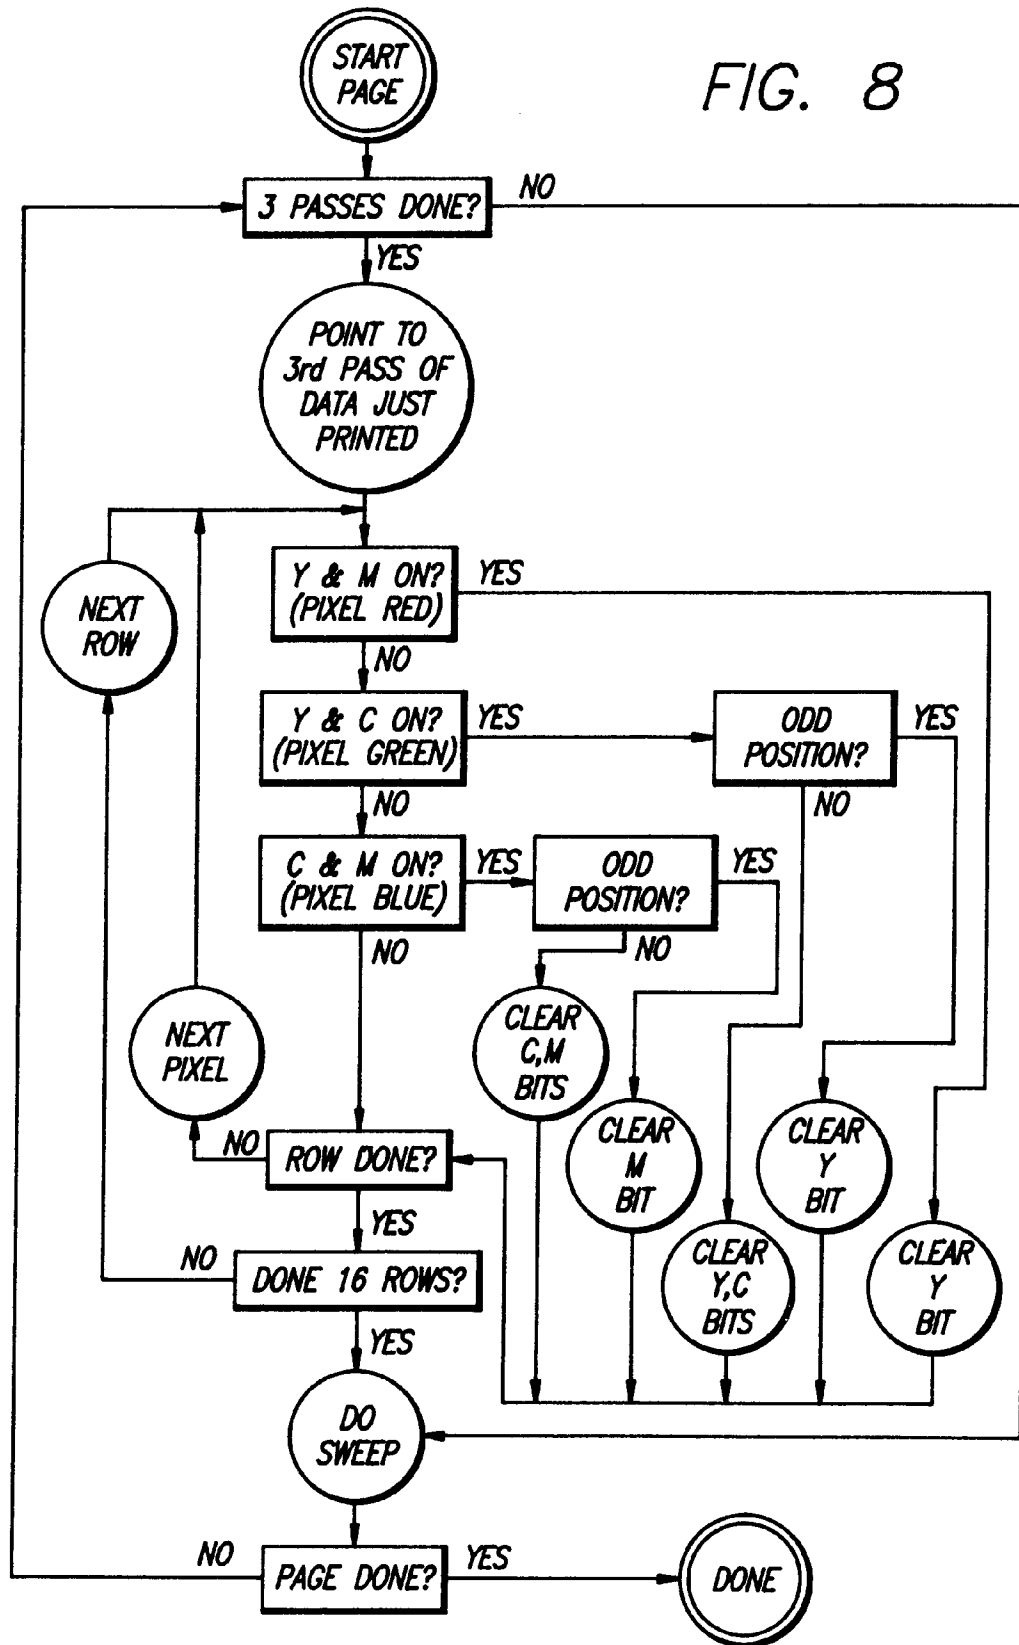 START
PAGE
FIG. 8
3 PASSES DONE?
NO
YES
POINT TO
3rd PASS OF
DATA JUST
PRINTED
NEXT
ROW
Y & M ON?
(PIXEL RED)
YES
NO
Y & C ON?
(PIXEL GREEN)
YES
ODD
POSITION?
YES
NO
NO
C & M ON?
(PIXEL BLUE)
YES
ODD
POSITION?
YES
NO
NO
NEXT
PIXEL
CLEAR
C,M
BITS
CLEAR
M
BIT
CLEAR
Y
BIT
NO
ROW DONE?
YES
CLEAR
Y,C
BITS
CLEAR
Y
BIT
NO
DONE 16 ROWS?
YES
DO
SWEEP
NO
PAGE DONE?
YES
DONE